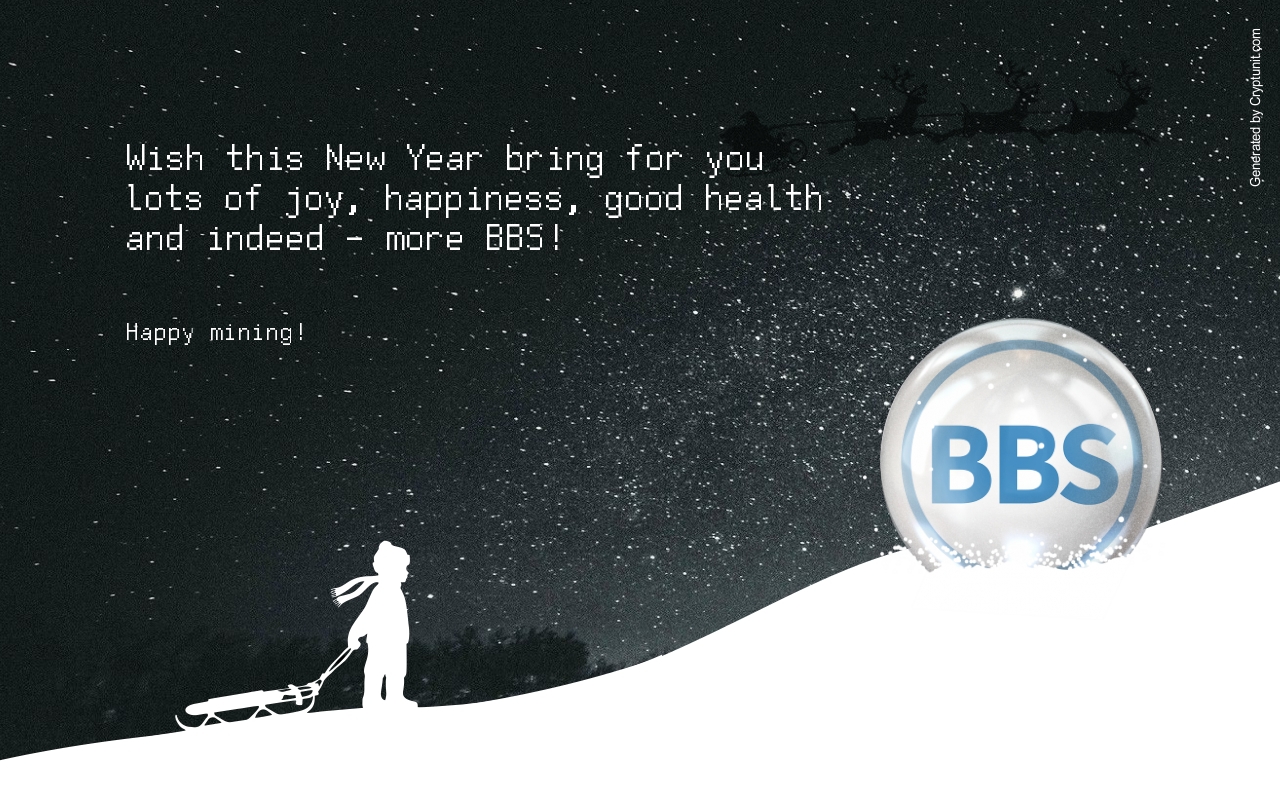 Wish this New Year bring for you
lots of joy, happiness, good health
and indeed - more BBS!
Happy mining!
BBS
Generated by Cryptunit.com